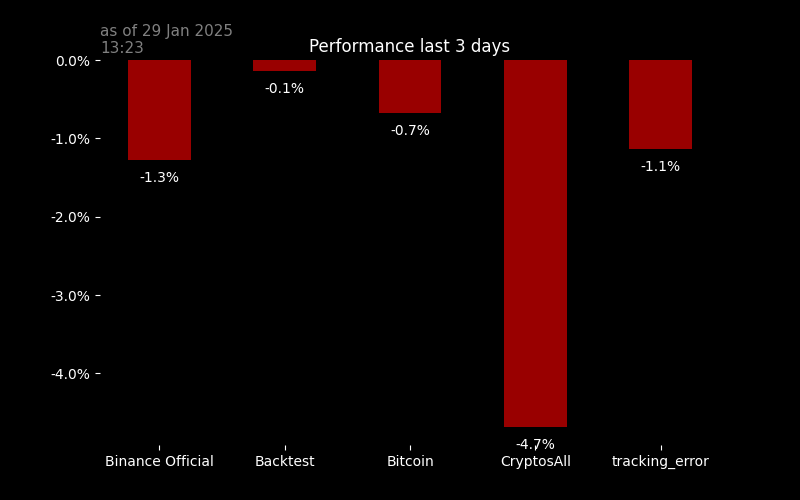 as of 29 Jan 2025
13:23
Performance last 3 days
0.0%
-1.0%
-2.0%
-3.0%
-4.0%
-1.3%
-0.1%
-0.7%
-4.7%
-1.1%
Binance Official
Backtest
Bitcoin
CryptosAll
tracking_error